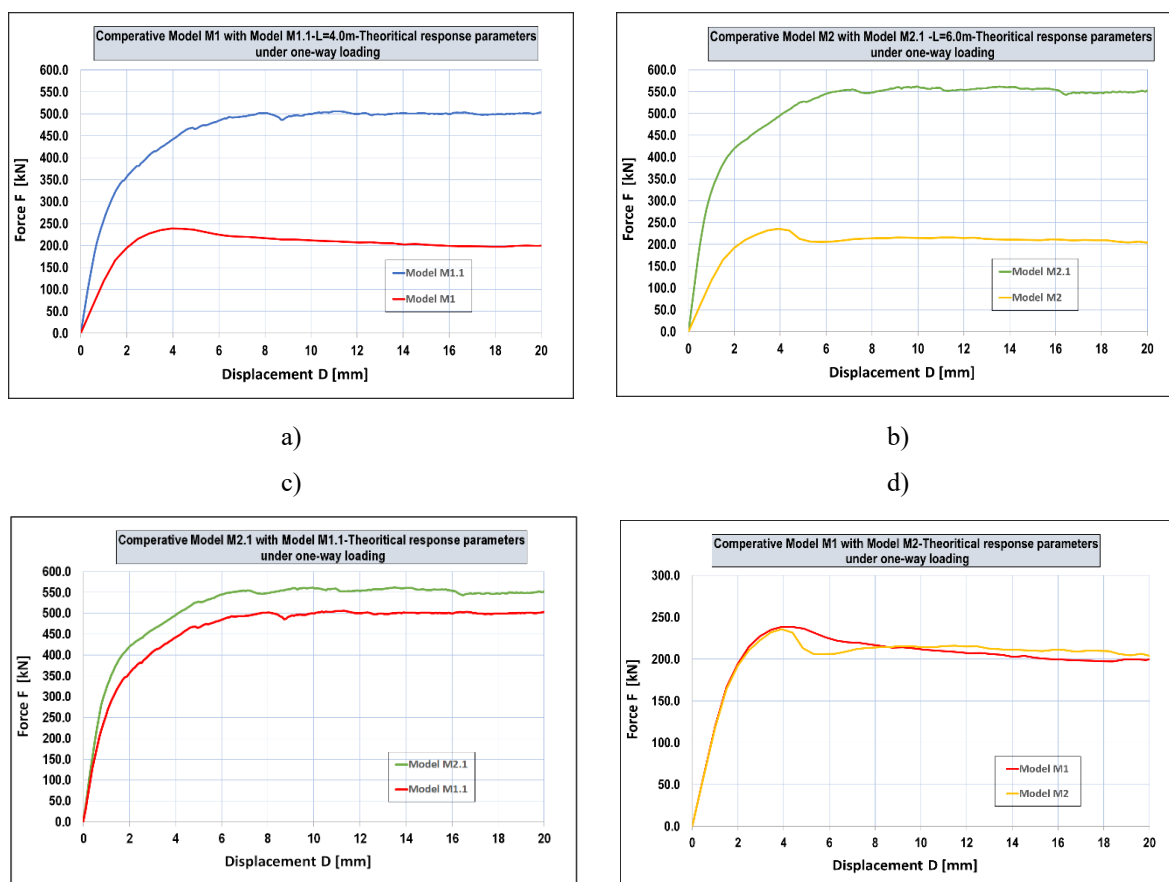 Comperative Model M1 with Model M1.1-L=4.0m-Theoritical response parameters
under one-way loading
600.0
550.0
500.0
450.0
400.0
350.0
300.0
250.0
200.0
150.0
100.0
50.0
0.0
Force F [kN]
Model M1.1
Model M1
0 2 4 6 8 10 12 14 16 18 20
Displacement D [mm]
a)
Comperative Model M2 with Model M2.1 -L=6.0m-Theoritical response parameters
under one-way loading
600.0
550.0
500.0
450.0
400.0
350.0
300.0
250.0
200.0
150.0
100.0
50.0
0.0
Force F [kN]
Model M2.1
Model M2
0 2 4 6 8 10 12 14 16 18 20
Displacement D [mm]
b)
c)
Comperative Model M2.1 with Model M1.1-Theoritical response parameters
under one-way loading
600.0
550.0
500.0
450.0
400.0
350.0
300.0
250.0
200.0
150.0
100.0
50.0
0.0
Force F [kN]
Model M2.1
Model M1.1
0 2 4 6 8 10 12 14 16 18 20
Displacement D [mm]
d)
Comperative Model M1 with Model M2-Theoritical response parameters
under one-way loading
300.0
250.0
200.0
150.0
100.0
50.0
0.0
Force F [kN]
Model M1
Model M2
0 2 4 6 8 10 12 14 16 18 20
Displacement D [mm]